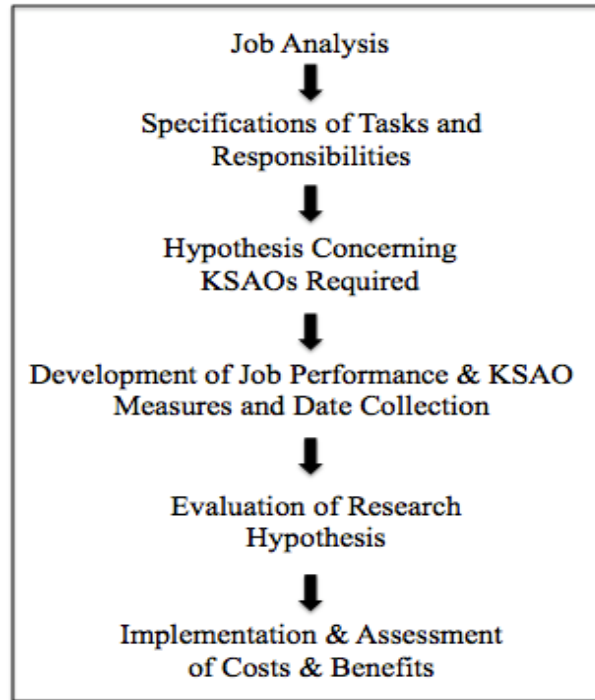 Job Analysis
Specifications of Tasks and
Responsibilities
Hypothesis Concerning
KSAOs Required
Development of Job Performance & KSAO
Measures and Date Collection
Evaluation of Research
Hypothesis
Implementation & Assessment
of Costs & Benefits